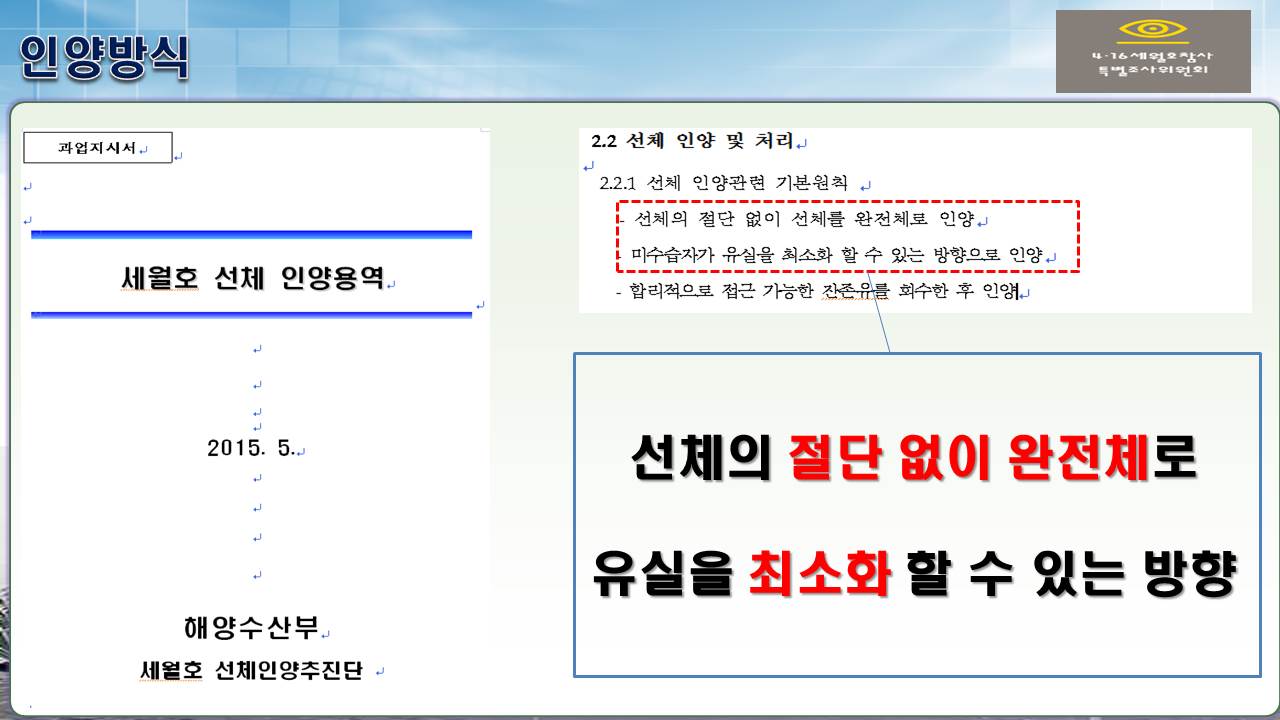 인양방식
4·16세월호참사
특별조사위원회
과업지시서
세월호 선체 인양용역
2015. 5.
해양수산부
세월호 선체인양추진단
2.2 선체 인양 및 처리
2.2.1 선체 인양관련 기본원칙
- 선체의 절단 없이 선체를 완전체로 인양
- 미수습자가 유실을 최소화 할 수 있는 방향으로 인양
- 합리적으로 접근 가능한 잔존유를 회수한 후 인양
선체의 절단 없이 완전체로
유실을 최소화 할 수 있는 방향